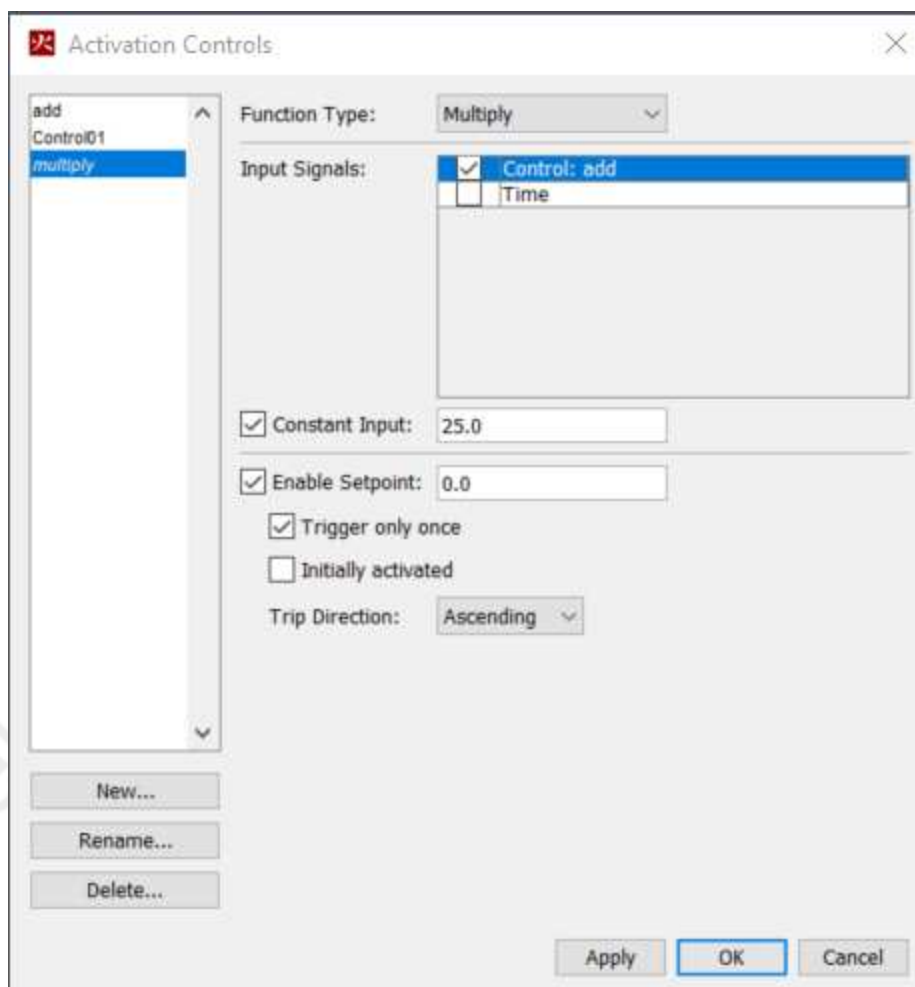 Activation Controls
add
Control01
multiply
Function Type: Multiply
Input Signals: Control: add
Time
Constant Input: 25.0
Enable Setpoint: 0.0
Trigger only once
Initially activated
Trip Direction: Ascending
New...
Rename...
Delete...
Apply OK Cancel